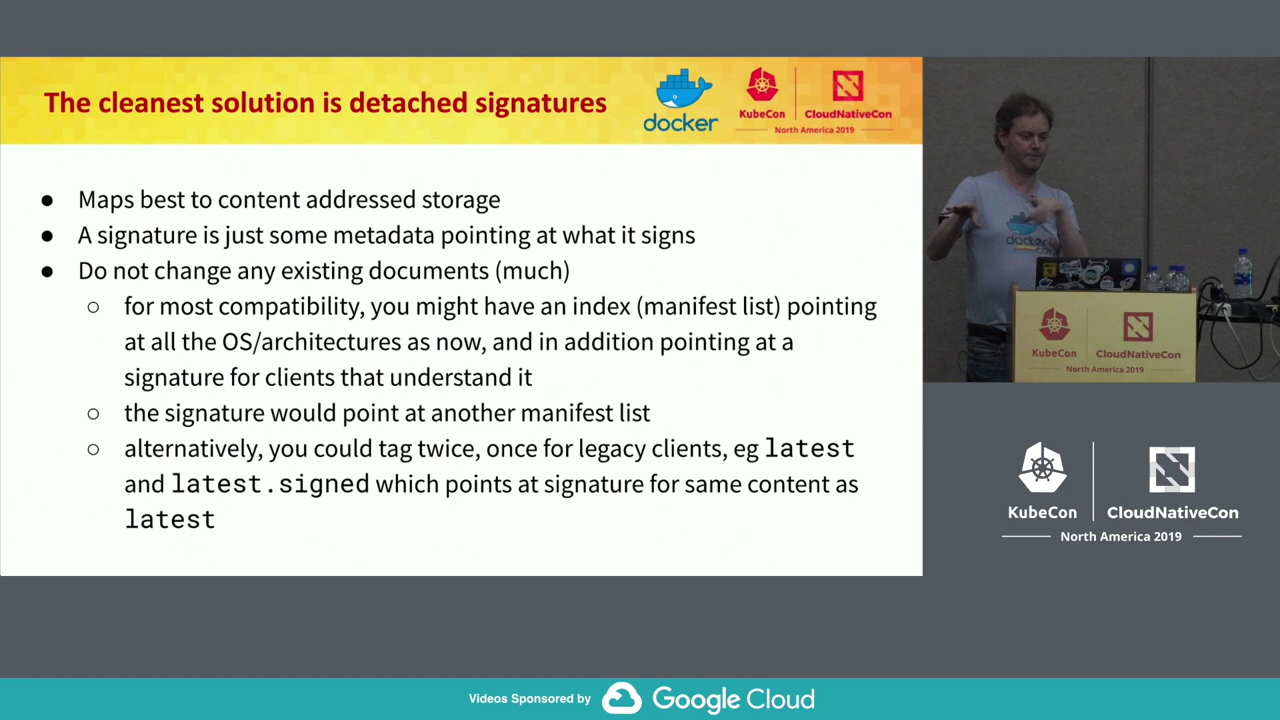 The cleanest solution is detached signatures
docker
KubeCon
CloudNativeCon
North America 2019
● Maps best to content addressed storage
● A signature is just some metadata pointing at what it signs
● Do not change any existing documents (much)
○ for most compatibility, you might have an index (manifest list) pointing
at all the OS/architectures as now, and in addition pointing at a
signature for clients that understand it
○ the signature would point at another manifest list
○ alternatively, you could tag twice, once for legacy clients, eg latest
and latest.signed which points at signature for same content as
latest
docker
KubeCon
CloudNativeCon
North America 2019
KubeCon
CloudNativeCon
North America 2019
Videos Sponsored by Google Cloud